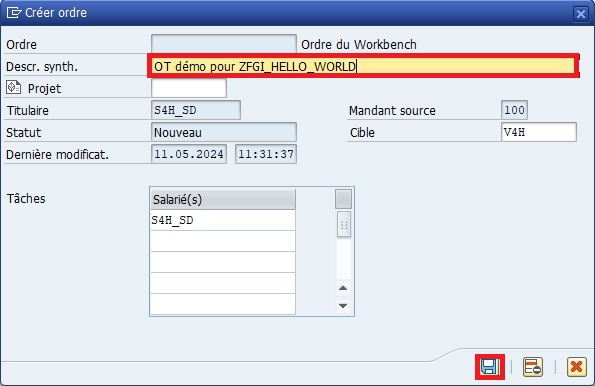 Créer ordre
Ordre Ordre du Workbench
Descr. synth. OT démo pour ZFGI_HELLO_WORLD
Projet
Titulaire S4H_SD Mandant source 100
Statut Nouveau Cible V4H
Dernière modificat. 11.05.2024 11:31:37
Tâches Salarié(s)
S4H_SD